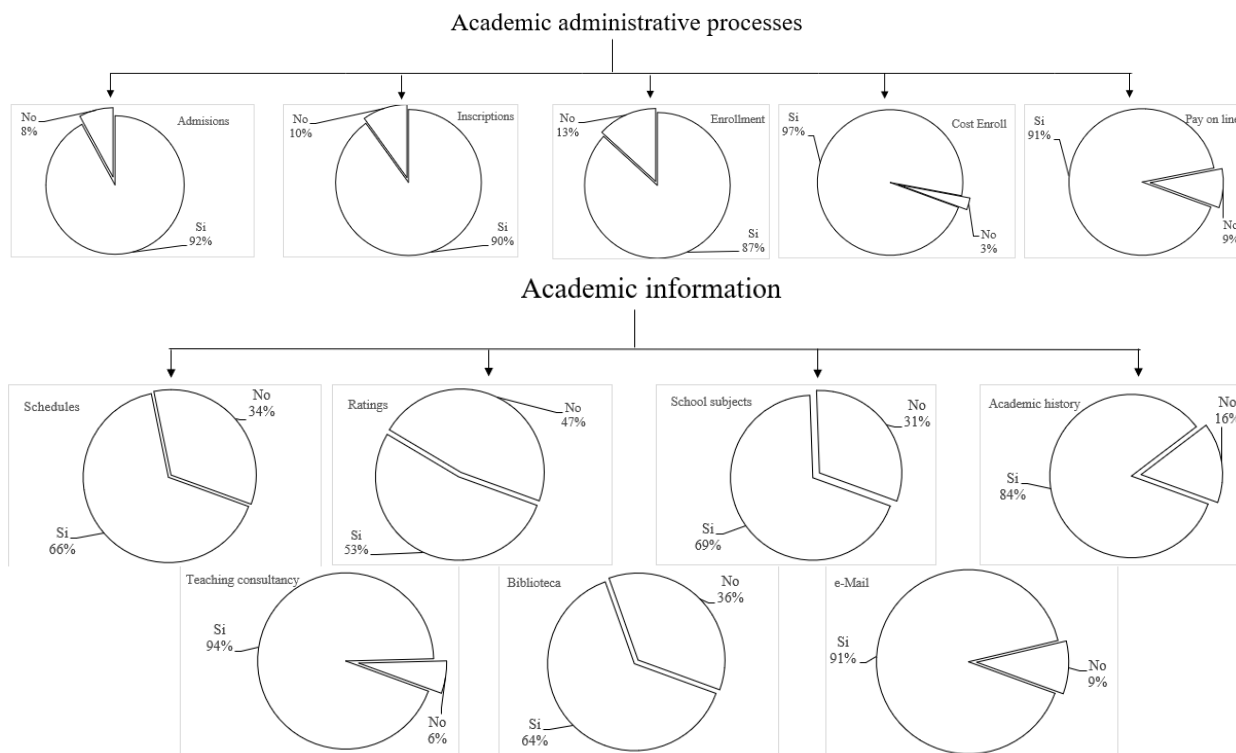 Academic administrative processes
No
8%
Admisions
Si
92%
No
10%
Inscriptions
Si
90%
No
13%
Enrollment
Si
87%
Si
97%
Cost Enroll
No
3%
Si
91%
Pay on line
No
9%
Academic information
Schedules
No
34%
Si
66%
Ratings
No
47%
Si
53%
School subjects
No
31%
Si
69%
Academic history
No
16%
Si
84%
Teaching consultancy
Si
94%
No
6%
Biblioteca
No
36%
Si
64%
e-Mail
Si
91%
No
9%